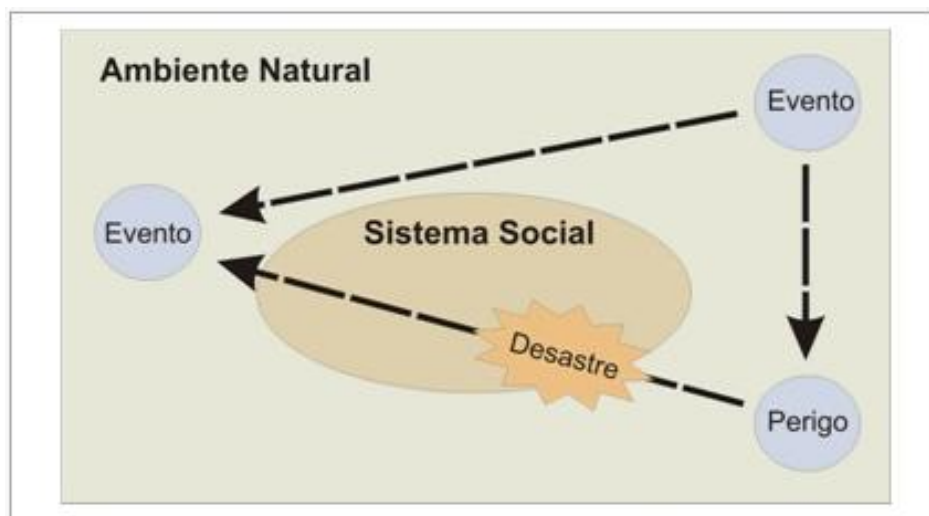 Ambiente Natural
Evento
Evento
Sistema Social
Desastre
Perigo